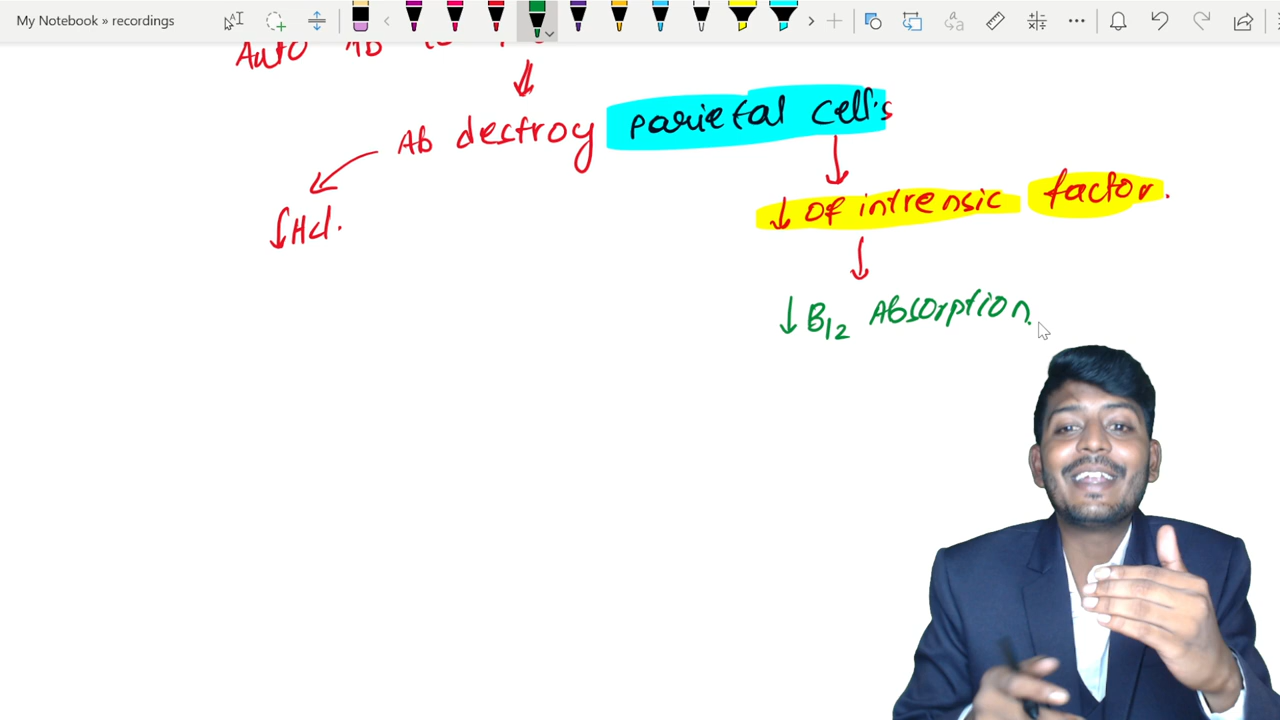 My Notebook » recordings
Auto Ab
Ab destroy parietal cell's
↓ Of intrensic factor.
↓Hcl.
↓ B12 Absorption.